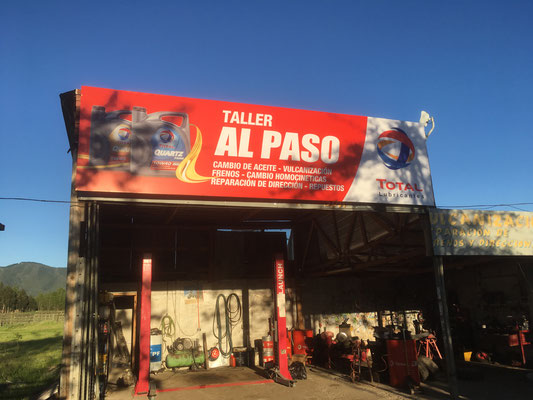 TALLER
AL PASO
CAMBIO DE ACEITE - VULCANIZACIÓN
FRENOS - CAMBIO HOMOCINÉTICAS
REPARACIÓN DE DIRECCIÓN - REPUESTOS
QUARTZ
TOTAL
Lubricantes